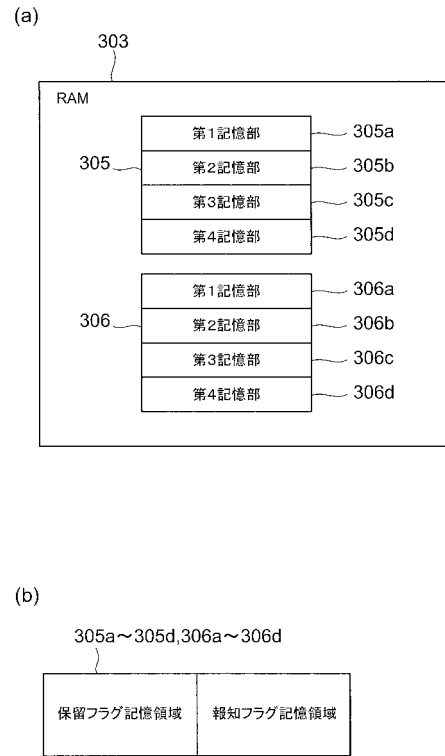 (a)
303
RAM
305
第1記憶部
305a
第2記憶部
305b
第3記憶部
305c
第4記憶部
305d
306
第1記憶部
306a
第2記憶部
306b
第3記憶部
306c
第4記憶部
306d
(b)
305a~305d,306a~306d
保留フラグ記憶領域
報知フラグ記憶領域